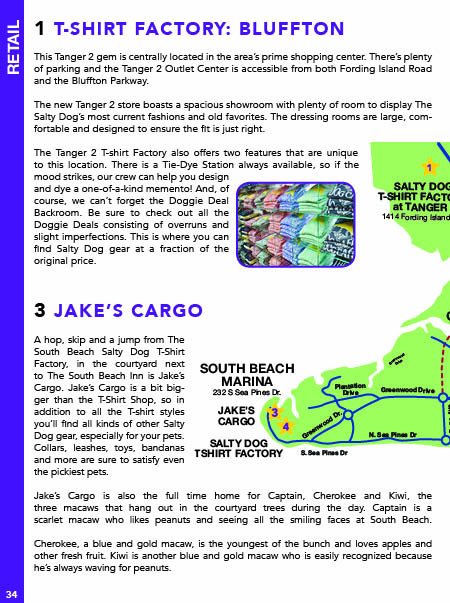 RETAIL
1 T-SHIRT FACTORY: BLUFFTON
This Tanger 2 gem is centrally located in the area's prime shopping center. There's plenty
of parking and the Tanger 2 Outlet Center is accessible from both Fording Island Road
and the Bluffton Parkway.
The new Tanger 2 store boasts a spacious showroom with plenty of room to display The
Salty Dog's most current fashions and old favorites. The dressing rooms are large, com-
fortable and designed to ensure the fit is just right.
The Tanger 2 T-shirt Factory also offers two features that are unique
to this location. There is a Tie-Dye Station always available, so if the
mood strikes, our crew can help you design
and dye a one-of-a-kind memento! And, of
course, we can't forget the Doggie Deal
Backroom. Be sure to check out all the
Doggie Deals consisting of overruns and
slight imperfections. This is where you can
find Salty Dog gear at a fraction of the
original price.
1
SALTY DOG
T-SHIRT FACTO
at TANGER
1414 Fording Island
3 JAKE'S CARGO
A hop, skip and a jump from The
South Beach Salty Dog T-Shirt
Factory, in the courtyard next
to The South Beach Inn is Jake's
Cargo. Jake's Cargo is a bit big-
ger than the T-Shirt Shop, so in
addition to all the T-shirt styles
you'll find all kinds of other Salty
Dog gear, especially for your pets.
Collars, leashes, toys, bandanas
and more are sure to satisfy even
the pickiest pets.
SOUTH BEACH
MARINA
232 S Sea Pines Dr.
JAKE'S
CARGO
SALTY DOG
TSHIRT FACTORY
3
4
Plantation
Drive
Greenwood Drive
Greenwood Dr.
N. Sea Pines Dr
S. Sea Pines Dr
Jake's Cargo is also the full time home for Captain, Cherokee and Kiwi, the
three macaws that hang out in the courtyard trees during the day. Captain is a
scarlet macaw who likes peanuts and seeing all the smiling faces at South Beach.
Cherokee, a blue and gold macaw, is the youngest of the bunch and loves apples and
other fresh fruit. Kiwi is another blue and gold macaw who is easily recognized because
he's always waving for peanuts.
34